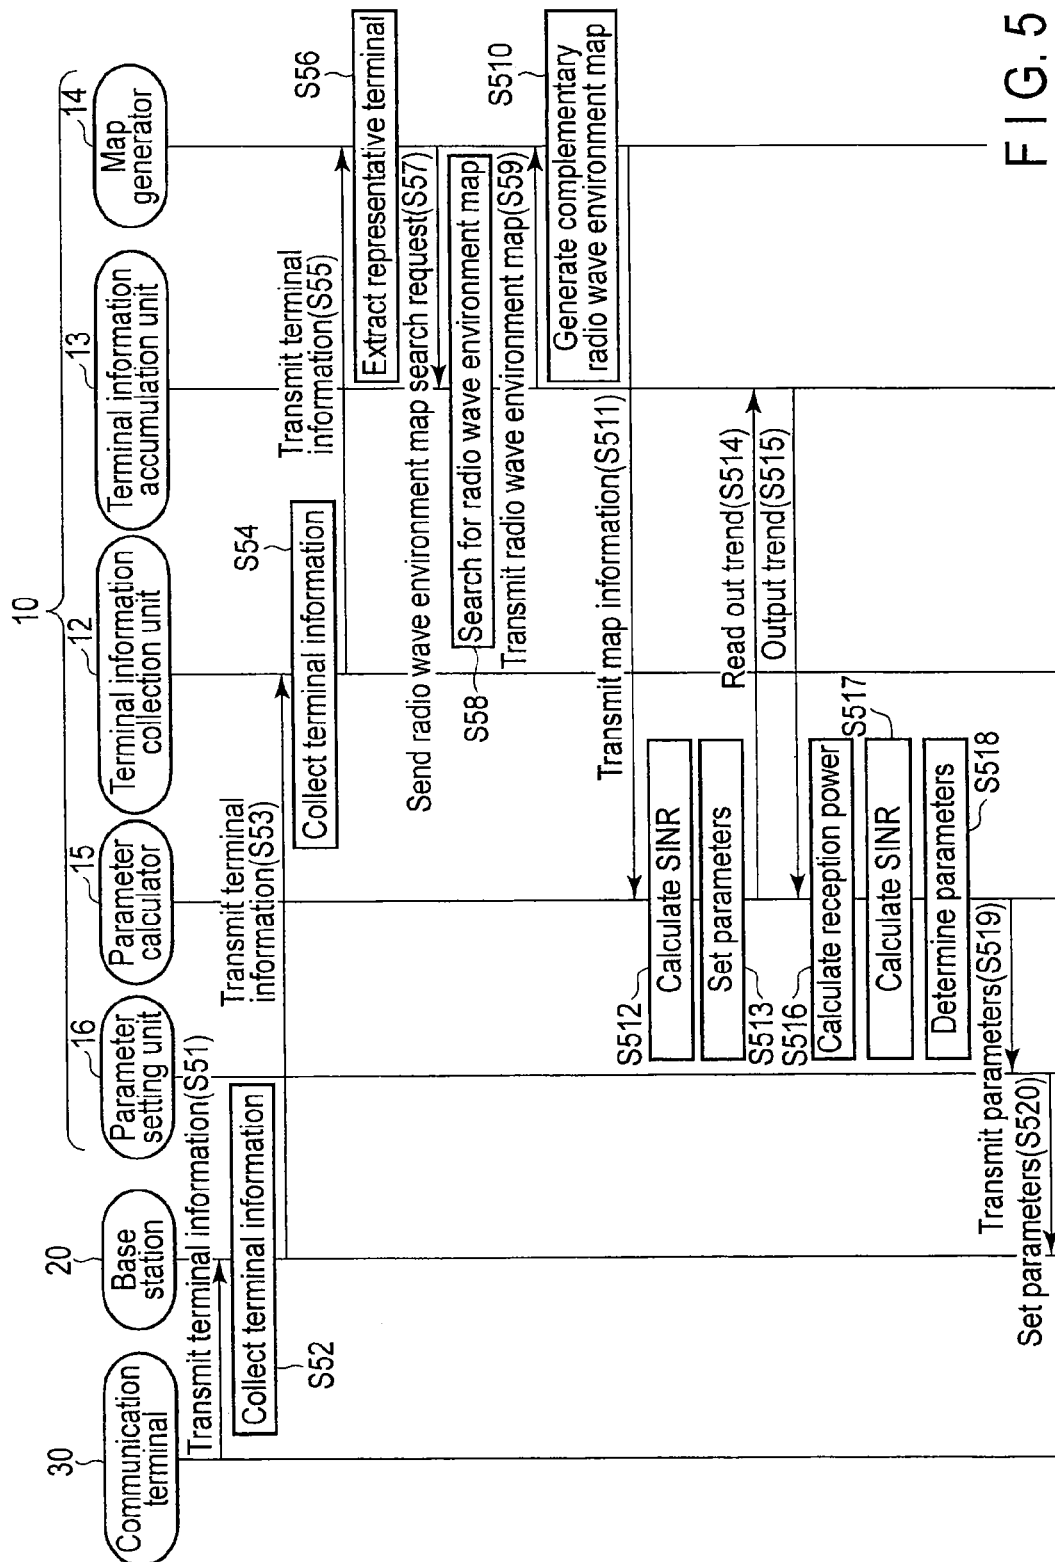 10
30
Communication
terminal
20
Base
station
16
Parameter
setting unit
15
Parameter
calculator
12
Terminal information
collection unit
13
Terminal information
accumulation unit
14
Map
generator
Transmit terminal information(S51)
Collect terminal information
S52
Transmit terminal
information(S53)
Collect terminal information
S54
Transmit terminal
information(S55)
Extract representative terminal
S56
Send radio wave environment map search request(S57)
Search for radio wave environment map
S58
Transmit radio wave environment map(S59)
Generate complementary
radio wave environment map
S510
Transmit map information(S511)
Calculate SINR
S512
Set parameters
S513
Read out trend(S514)
Output trend(S515)
Calculate reception power
S516
Calculate SINR
S517
Determine parameters
S518
Transmit parameters(S519)
Set parameters(S520)
FIG. 5